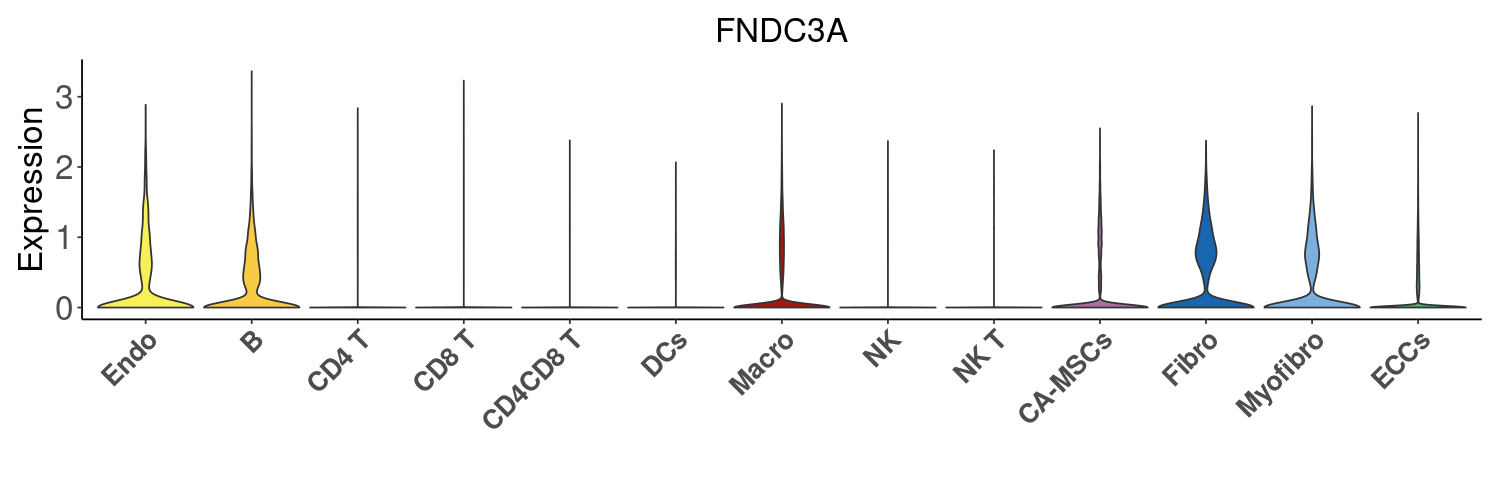 FNDC3A
Expression
3
2
1
0
Endo
B
CD4 T
CD8 T
CD4CD8 T
DCs
Macro
NK
NK T
CA-MSCs
Fibro
Myofibro
ECCs